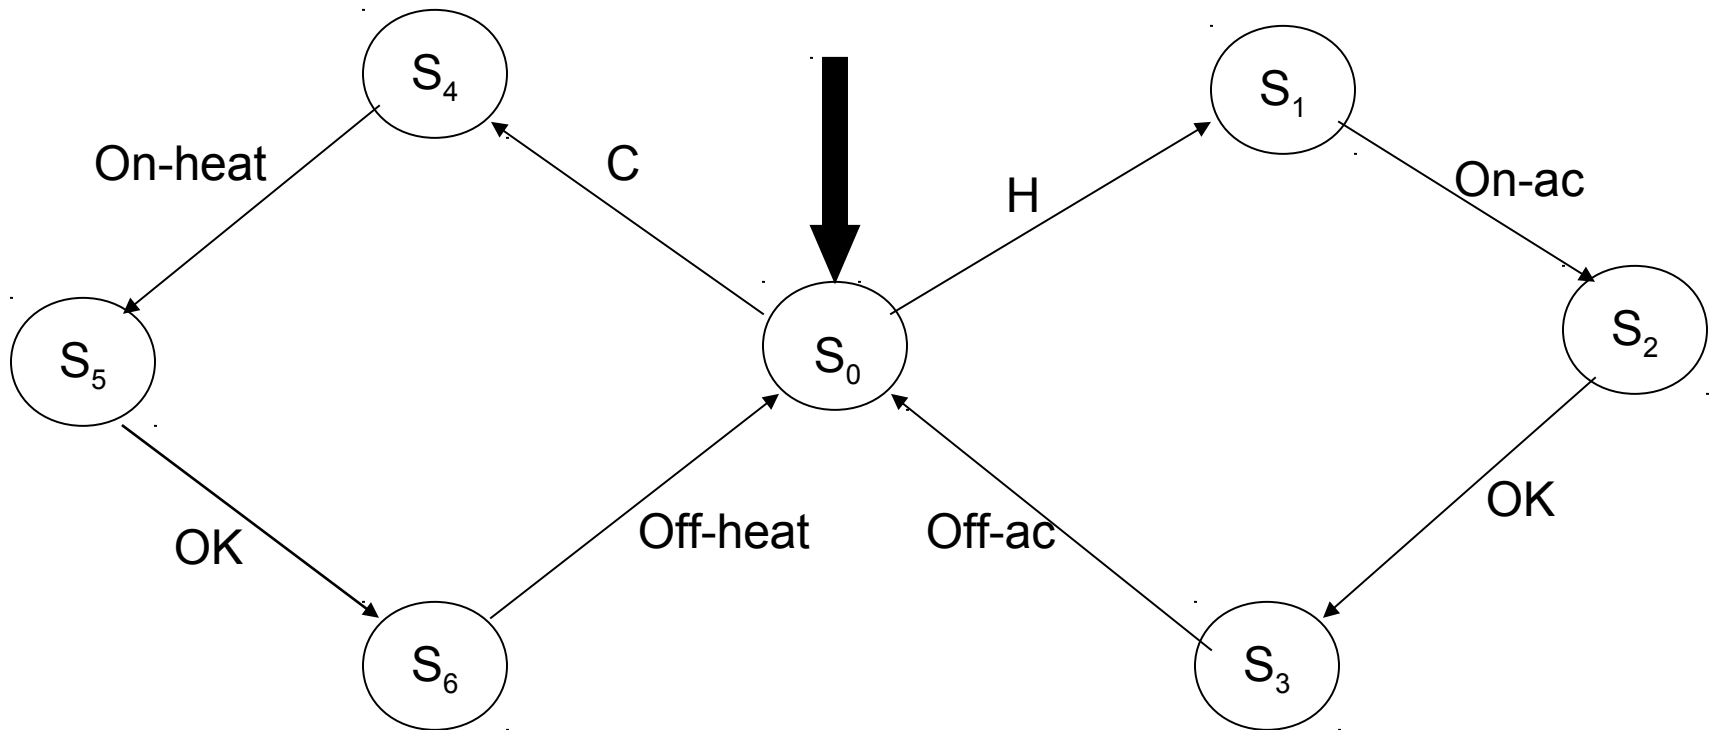 S₄
S₁
On-heat
C
H
On-ac
S₅
S₀
S₂
OK
Off-heat
Off-ac
OK
S₆
S₃